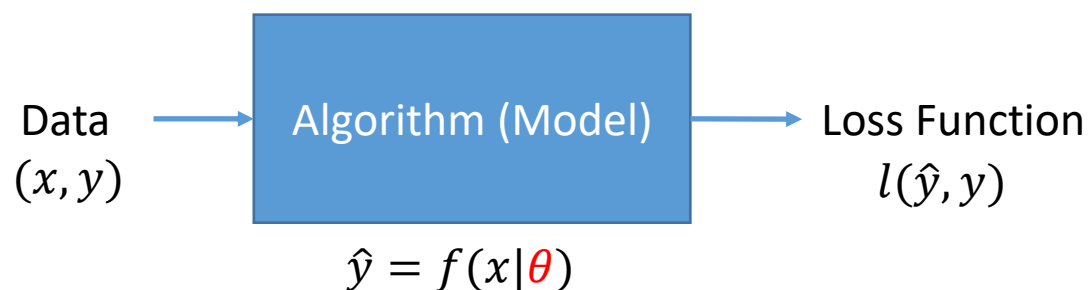 Data
(x, y)
Algorithm (Model)
ŷ = f(x|θ)
Loss Function
l(ŷ, y)